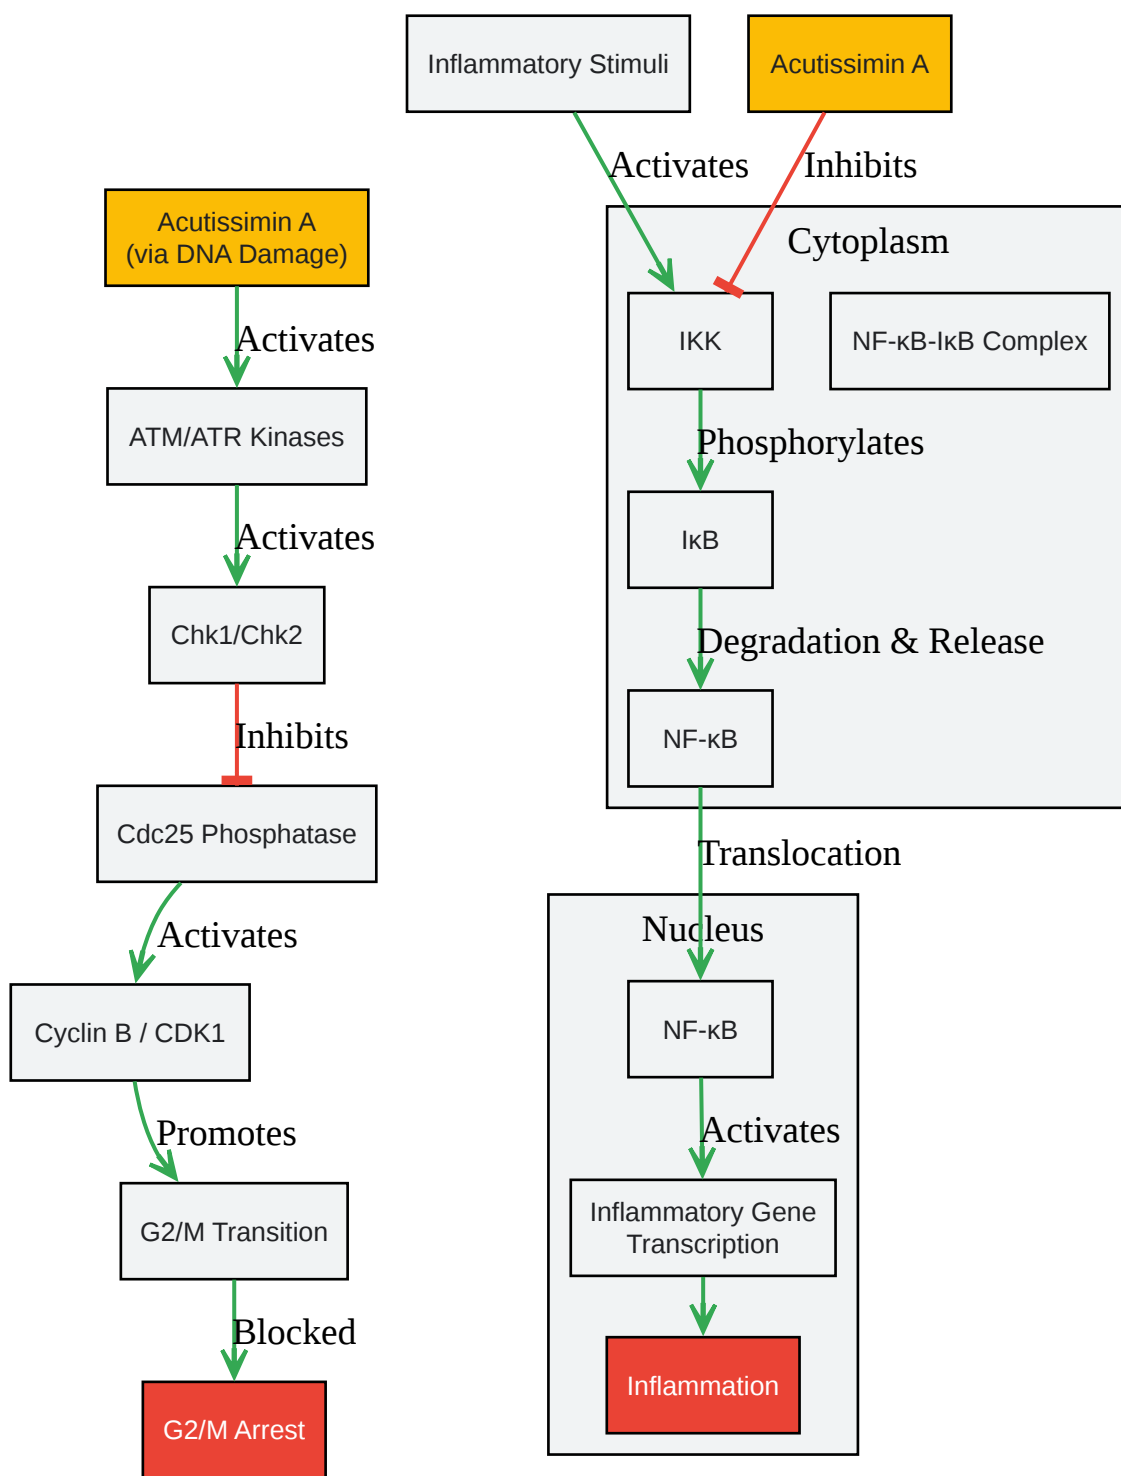 Inflammatory Stimuli
Acutissimin A
Activates
Inhibits
Cytoplasm
IKK
NF-κB-IκB Complex
Phosphorylates
IκB
Degradation & Release
NF-κB
Translocation
Nucleus
NF-κB
Activates
Inflammatory Gene
Transcription
Inflammation
Acutissimin A
(via DNA Damage)
Activates
ATM/ATR Kinases
Activates
Chk1/Chk2
Inhibits
Cdc25 Phosphatase
Activates
Cyclin B / CDK1
Promotes
G2/M Transition
Blocked
G2/M Arrest